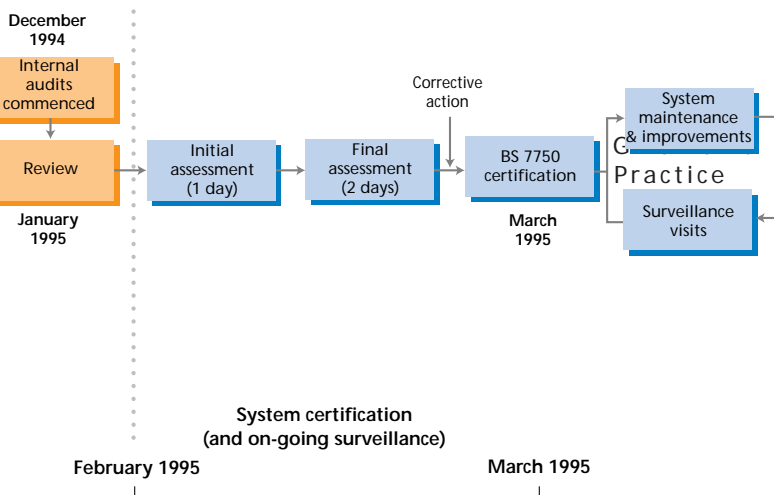 December
1994
Internal
audits
commenced
Review
January
1995
Initial
assessment
(1 day)
Final
assessment
(2 days)
Corrective
action
BS 7750
certification
March
1995
System
maintenance
& improvements
Practice
Surveillance
visits
System certification
(and on-going surveillance)
February 1995
March 1995